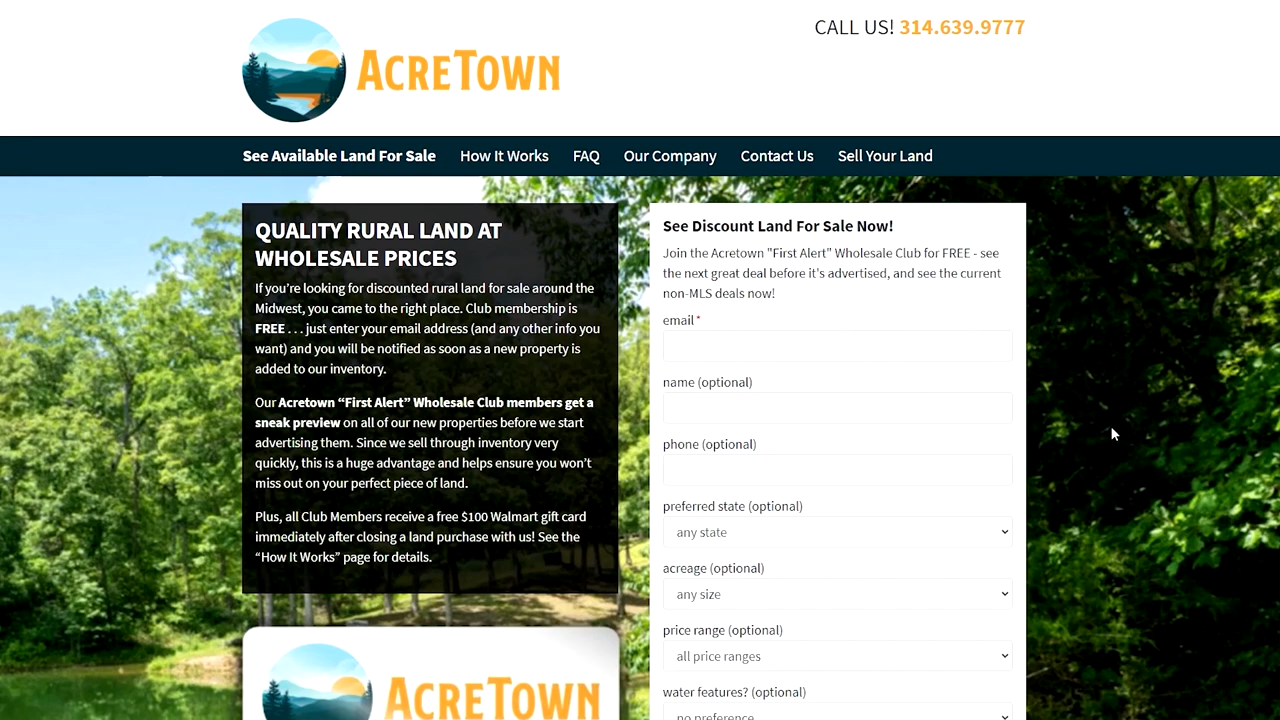 ACRETOWN
CALL US! 314.639.9777
See Available Land For Sale How It Works FAQ Our Company Contact Us Sell Your Land
QUALITY RURAL LAND AT
WHOLESALE PRICES
If you're looking for discounted rural land for sale around the
Midwest, you came to the right place. Club membership is
FREE . . . just enter your email address (and any other info you
want) and you will be notified as soon as a new property is
added to our inventory.
Our Acretown “First Alert” Wholesale Club members get a
sneak preview on all of our new properties before we start
advertising them. Since we sell through inventory very
quickly, this is a huge advantage and helps ensure you won’t
miss out on your perfect piece of land.
Plus, all Club Members receive a free $100 Walmart gift card
immediately after closing a land purchase with us! See the
“How It Works” page for details.
ACRETOWN
See Discount Land For Sale Now!
Join the Acretown "First Alert" Wholesale Club for FREE - see
the next great deal before it's advertised, and see the current
non-MLS deals now!
email *
name (optional)
phone (optional)
preferred state (optional)
any state
acreage (optional)
any size
price range (optional)
all price ranges
water features? (optional)
no preference